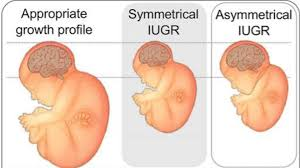 Appropriate
growth profile
Symmetrical
IUGR
Asymmetrical
IUGR